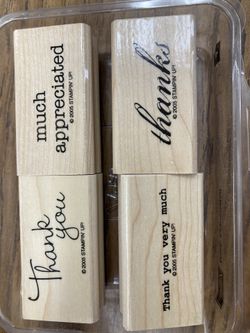 much
appreciated
© 2005 STAMPIN' UP!
thanks
© 2005 STAMPIN' UP!
Thank
you
© 2005 STAMPIN' UP!
Thank you very much
© 2005 STAMPIN' UP!